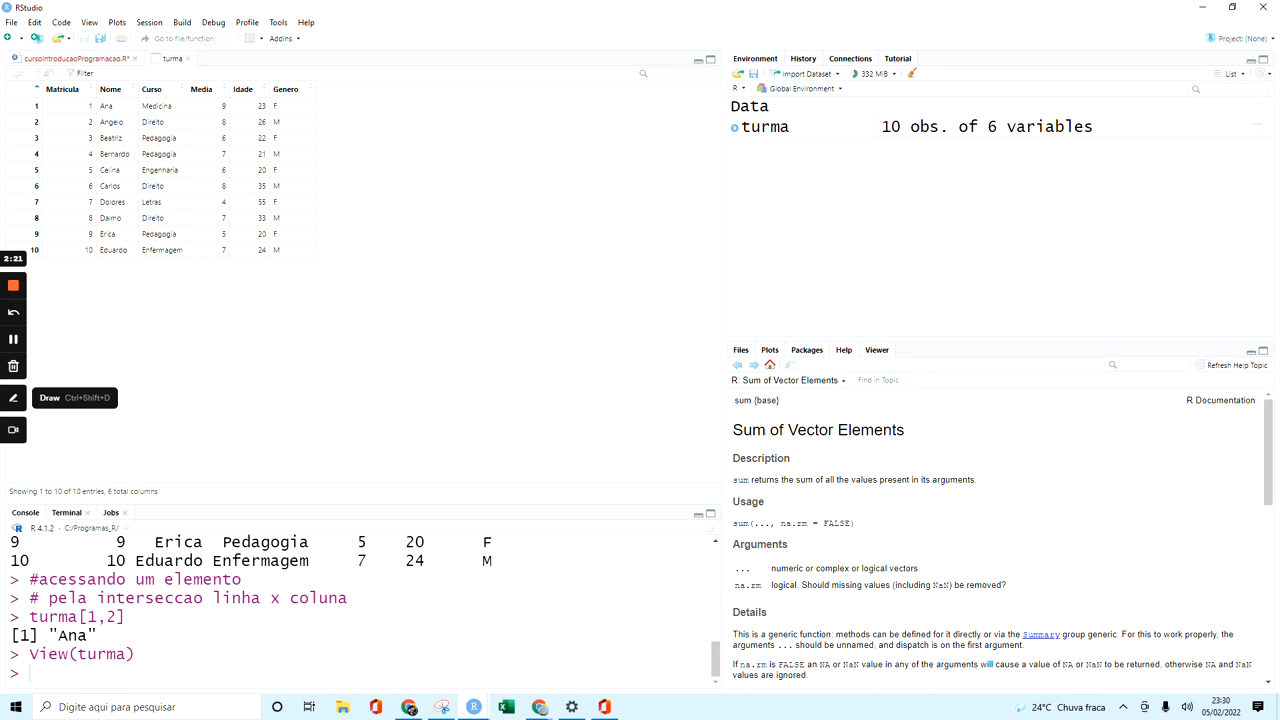 RStudio
File Edit Code View Plots Session Build Debug Profile Tools Help
Go to file/function Addins Project: (None)
cursoIntroducaoProgramacao.R* turma
Filter
Matricula Nome Curso Media Idade Genero
1 1 Ana Medicina 9 23 F
2 2 Angelo Direito 8 26 M
3 3 Beatriz Pedagogia 6 22 F
4 4 Bernardo Pedagogia 7 21 M
5 5 Celina Engenharia 6 20 F
6 6 Carlos Direito 8 35 M
7 7 Dolores Letras 4 55 F
8 8 Dalmo Direito 7 33 M
9 9 Erica Pedagogia 5 20 F
10 10 Eduardo Enfermagem 7 24 M
2:21
Draw Ctrl+Shift+D
Showing 1 to 10 of 10 entries, 6 total columns
Console Terminal Jobs
R 4.1.2 · C:/Programas_R/
9 9 Erica Pedagogia 5 20 F
10 10 Eduardo Enfermagem 7 24 M
> #acessando um elemento
> # pela interseccao linha x coluna
> turma[1,2]
[1] "Ana"
> View(turma)
>
Environment History Connections Tutorial
Import Dataset 332 MiB List
R Global Environment
Data
turma 10 obs. of 6 variables
Files Plots Packages Help Viewer
Refresh Help Topic
R: Sum of Vector Elements Find in Topic
sum {base} R Documentation
Sum of Vector Elements
Description
sum returns the sum of all the values present in its arguments.
Usage
sum(..., na.rm = FALSE)
Arguments
... numeric or complex or logical vectors.
na.rm logical. Should missing values (including NaN) be removed?
Details
This is a generic function: methods can be defined for it directly or via the Summary group generic. For this to work properly, the
arguments ... should be unnamed, and dispatch is on the first argument.
If na.rm is FALSE an NA or NaN value in any of the arguments will cause a value of NA or NaN to be returned, otherwise NA and NaN
values are ignored.
Digite aqui para pesquisar
24°C Chuva fraca
23:30
05/02/2022